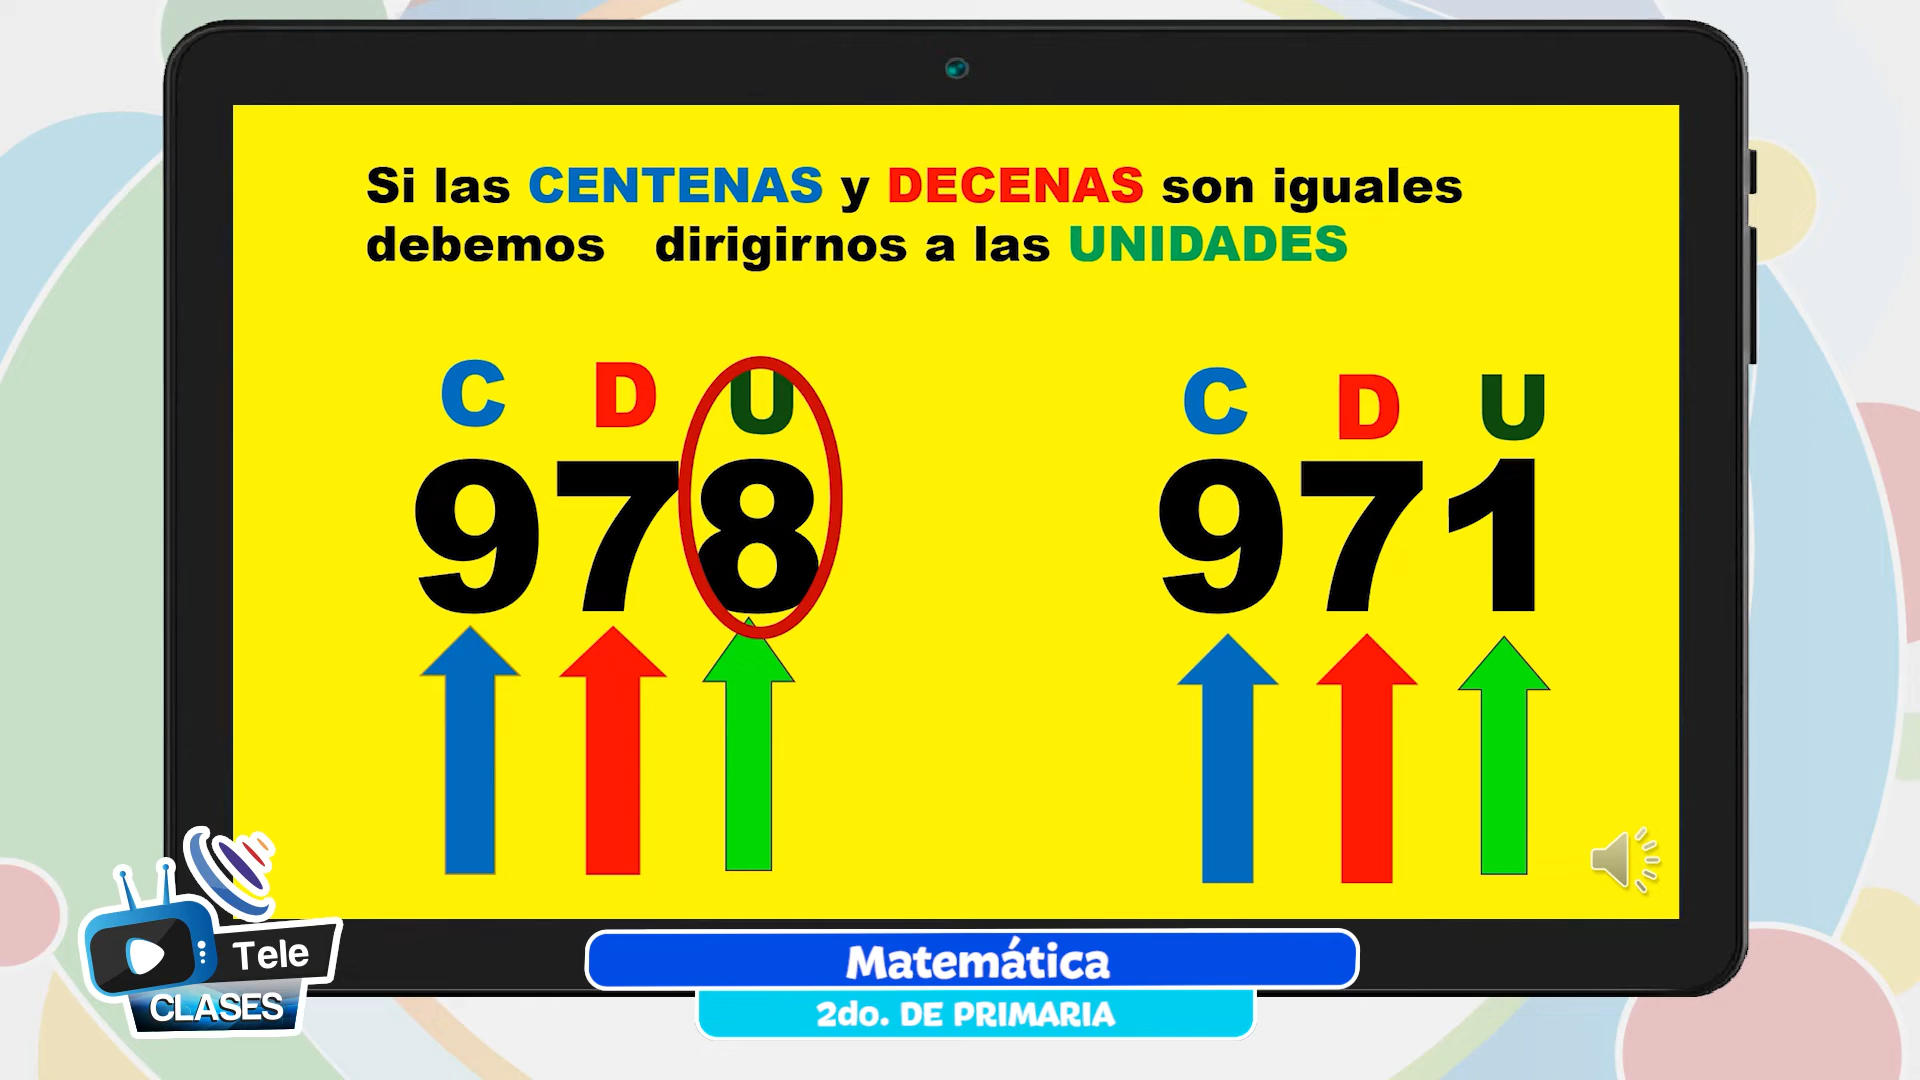 Si las CENTENAS y DECENAS son iguales
debemos dirigirnos a las UNIDADES
C D U
978
C D U
971
Tele
CLASES
Matemática
2do. DE PRIMARIA